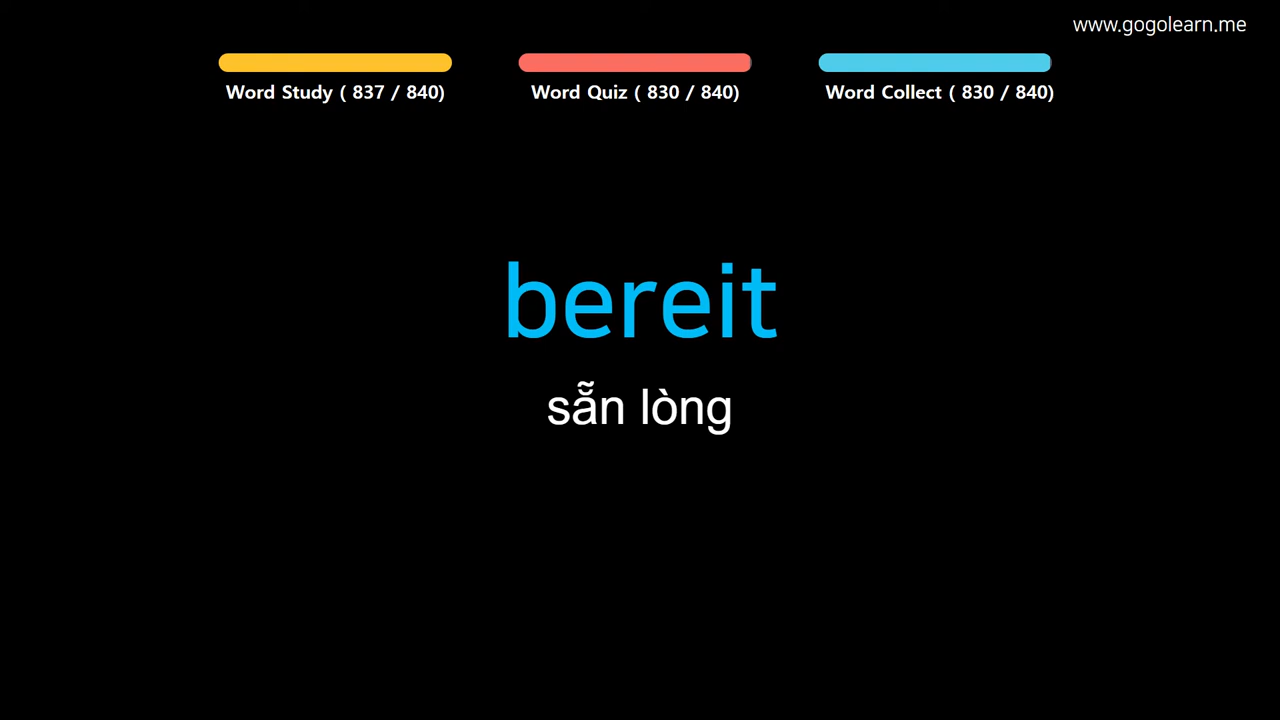 www.gogolearn.me
Word Study ( 837 / 840)
Word Quiz ( 830 / 840)
Word Collect ( 830 / 840)
bereit
sẵn lòng